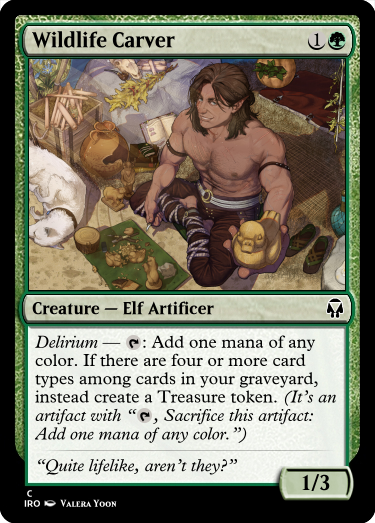 Wildlife Carver 1
Creature — Elf Artificer
Delirium — : Add one mana of any
color. If there are four or more card
types among cards in your graveyard,
instead create a Treasure token. (It's an
artifact with “, Sacrifice this artifact:
Add one mana of any color.”)
“Quite lifelike, aren't they?”
1/3
C
IRO Valera Yoon